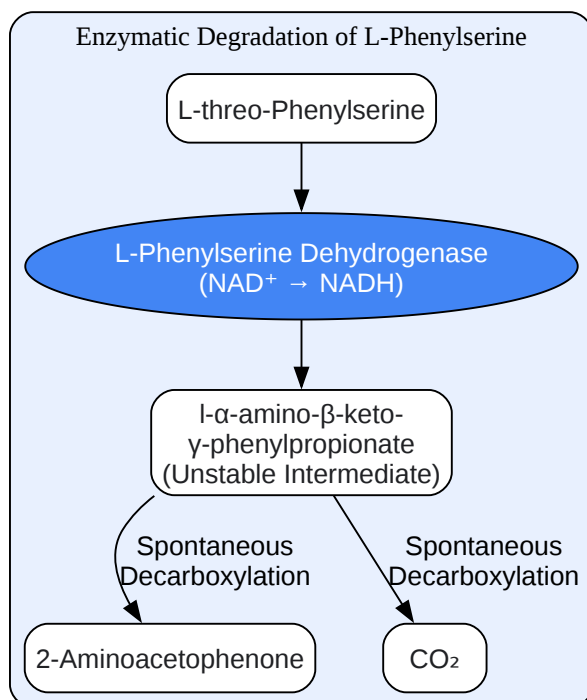 Enzymatic Degradation of L-Phenylserine
L-threo-Phenylserine
L-Phenylserine Dehydrogenase
(NAD⁺ → NADH)
l-α-amino-β-keto-
γ-phenylpropionate
(Unstable Intermediate)
Spontaneous
Decarboxylation
Spontaneous
Decarboxylation
2-Aminoacetophenone
CO₂